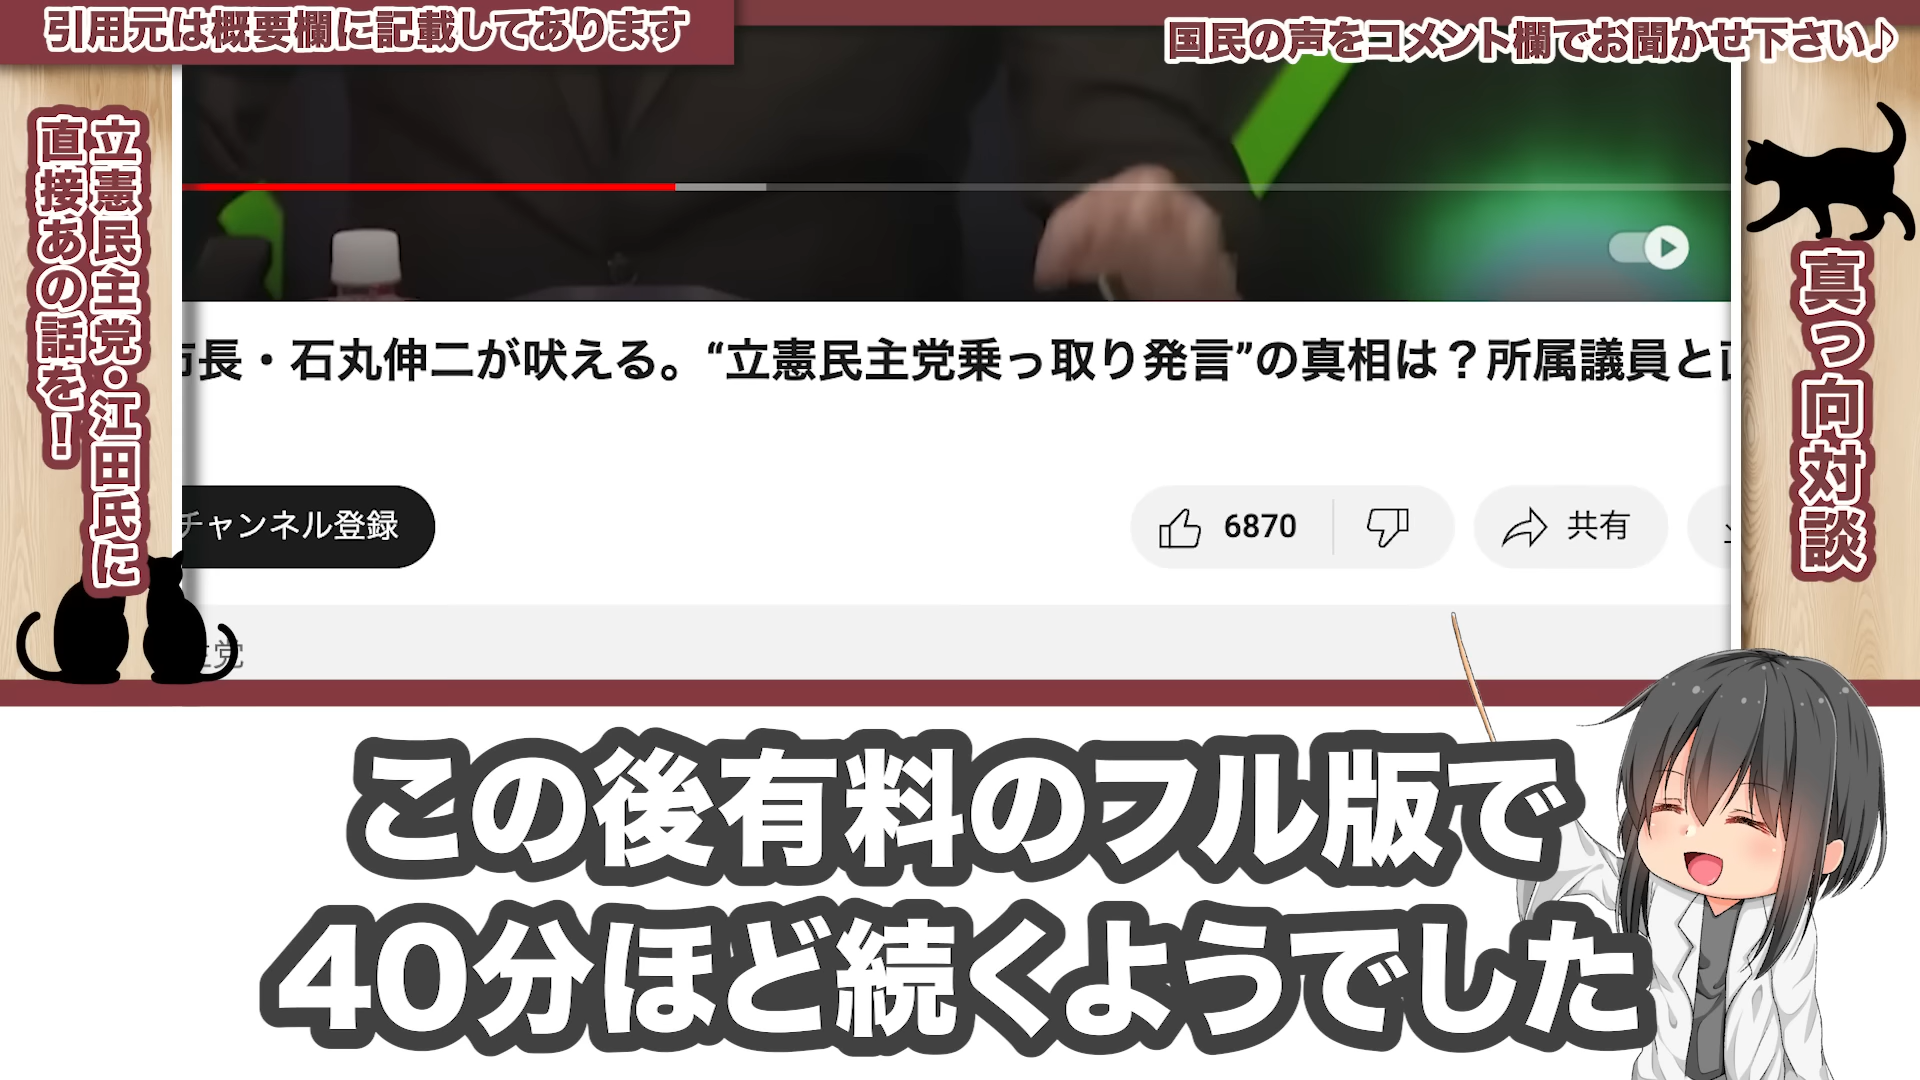 引用元は概要欄に記載してあります
国民の声をコメント欄でお聞かせ下さい♪
立憲民主党・江田氏に
直接あの話を！
真っ向対談
市長・石丸伸二が吠える。“立憲民主党乗っ取り発言”の真相は？所属議員と
チャンネル登録
6870
共有
党
この後有料のフル版で
40分ほど続くようでした